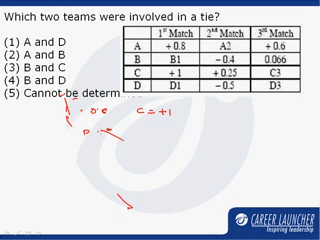 Which two teams were involved in a tie?
(1) A and D
(2) A and B
(3) B and C
(4) B and D
(5) Cannot be determ
1st Match 2nd Match 3rd Match
A + 0.8 A2 + 0.6
B B1 – 0.4 0.066
C + 1 + 0.25 C3
D D1 – 0.5 D3
C = +1
D
CAREER LAUNCHER
Inspiring leadership